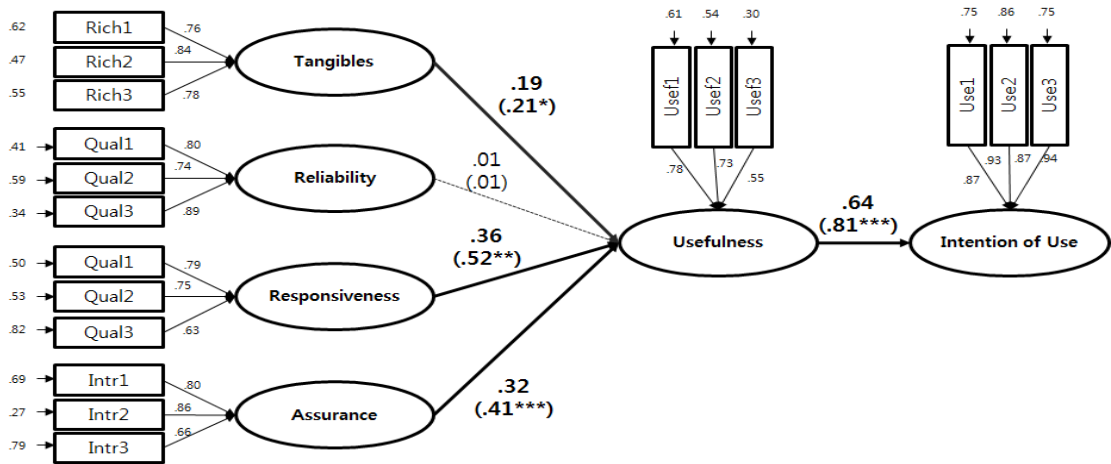 .62
Rich1
.76
.47
Rich2
.84
.55
Rich3
.78
Tangibles
.41
Qual1
.80
.59
Qual2
.74
.34
Qual3
.89
Reliability
.50
Qual1
.79
.53
Qual2
.75
.82
Qual3
.63
Responsiveness
.69
Intr1
.80
.27
Intr2
.86
.79
Intr3
.66
Assurance
.19
(.21*)
.01
(.01)
.36
(.52**)
.32
(.41***)
.61
.54
.30
Usef1
Usef2
Usef3
.78
.73
.55
Usefulness
.64
(.81***)
.75
.86
.75
Use1
Use2
Use3
.87
.93
.87
.94
Intention of Use